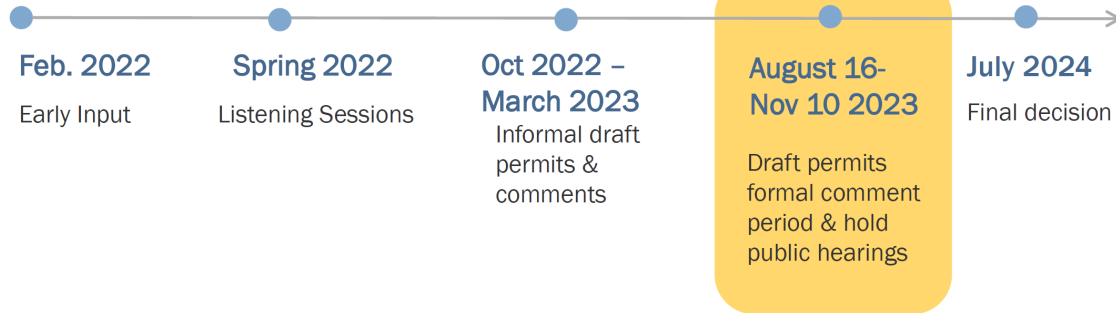 Feb. 2022
Early Input
Spring 2022
Listening Sessions
Oct 2022 –
March 2023
Informal draft
permits &
comments
August 16-
Nov 10 2023
Draft permits
formal comment
period & hold
public hearings
July 2024
Final decision